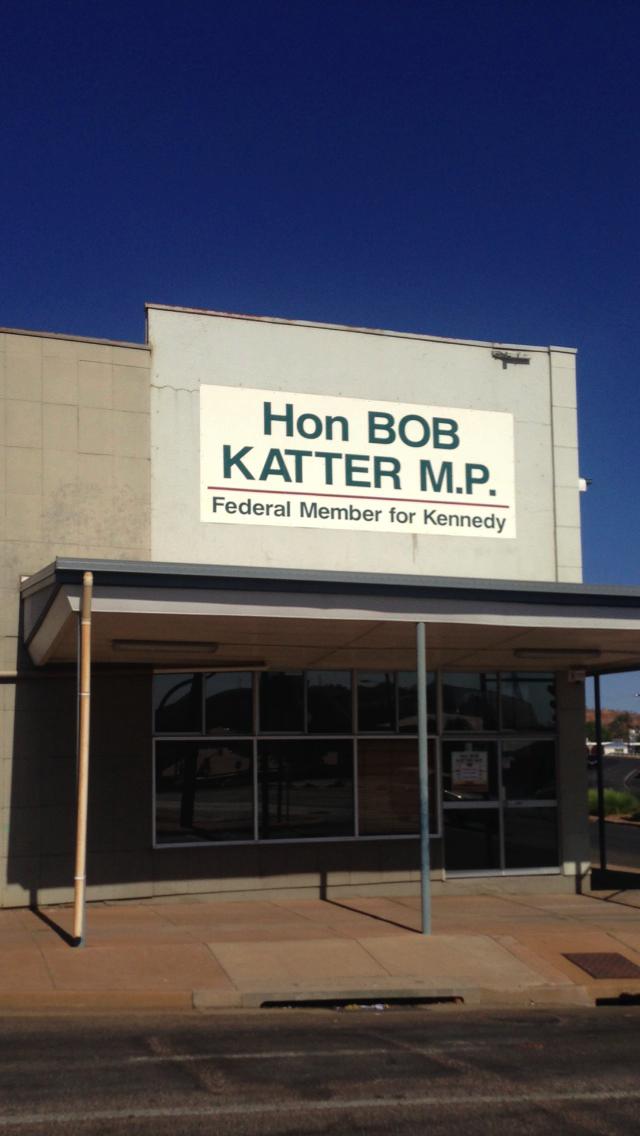 Hon BOB
KATTER M.P.
Federal Member for Kennedy